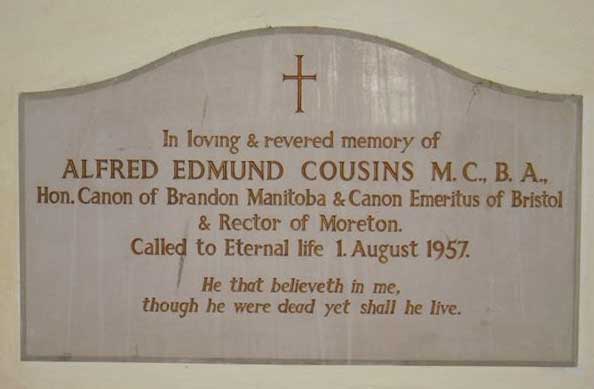 In loving & revered memory of
ALFRED EDMUND COUSINS M.C., B.A.,
Hon. Canon of Brandon Manitoba & Canon Emeritus of Bristol
& Rector of Moreton.
Called to Eternal life 1. August 1957.
He that believeth in me,
though he were dead yet shall he live.